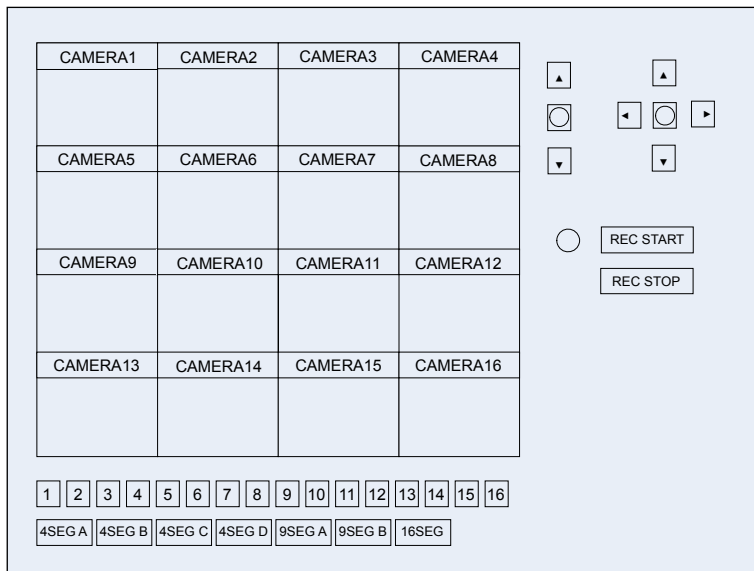 CAMERA1 CAMERA2 CAMERA3 CAMERA4
CAMERA5 CAMERA6 CAMERA7 CAMERA8
CAMERA9 CAMERA10 CAMERA11 CAMERA12
CAMERA13 CAMERA14 CAMERA15 CAMERA16
REC START
REC STOP
1 2 3 4 5 6 7 8 9 10 11 12 13 14 15 16
4SEG A 4SEG B 4SEG C 4SEG D 9SEG A 9SEG B 16SEG